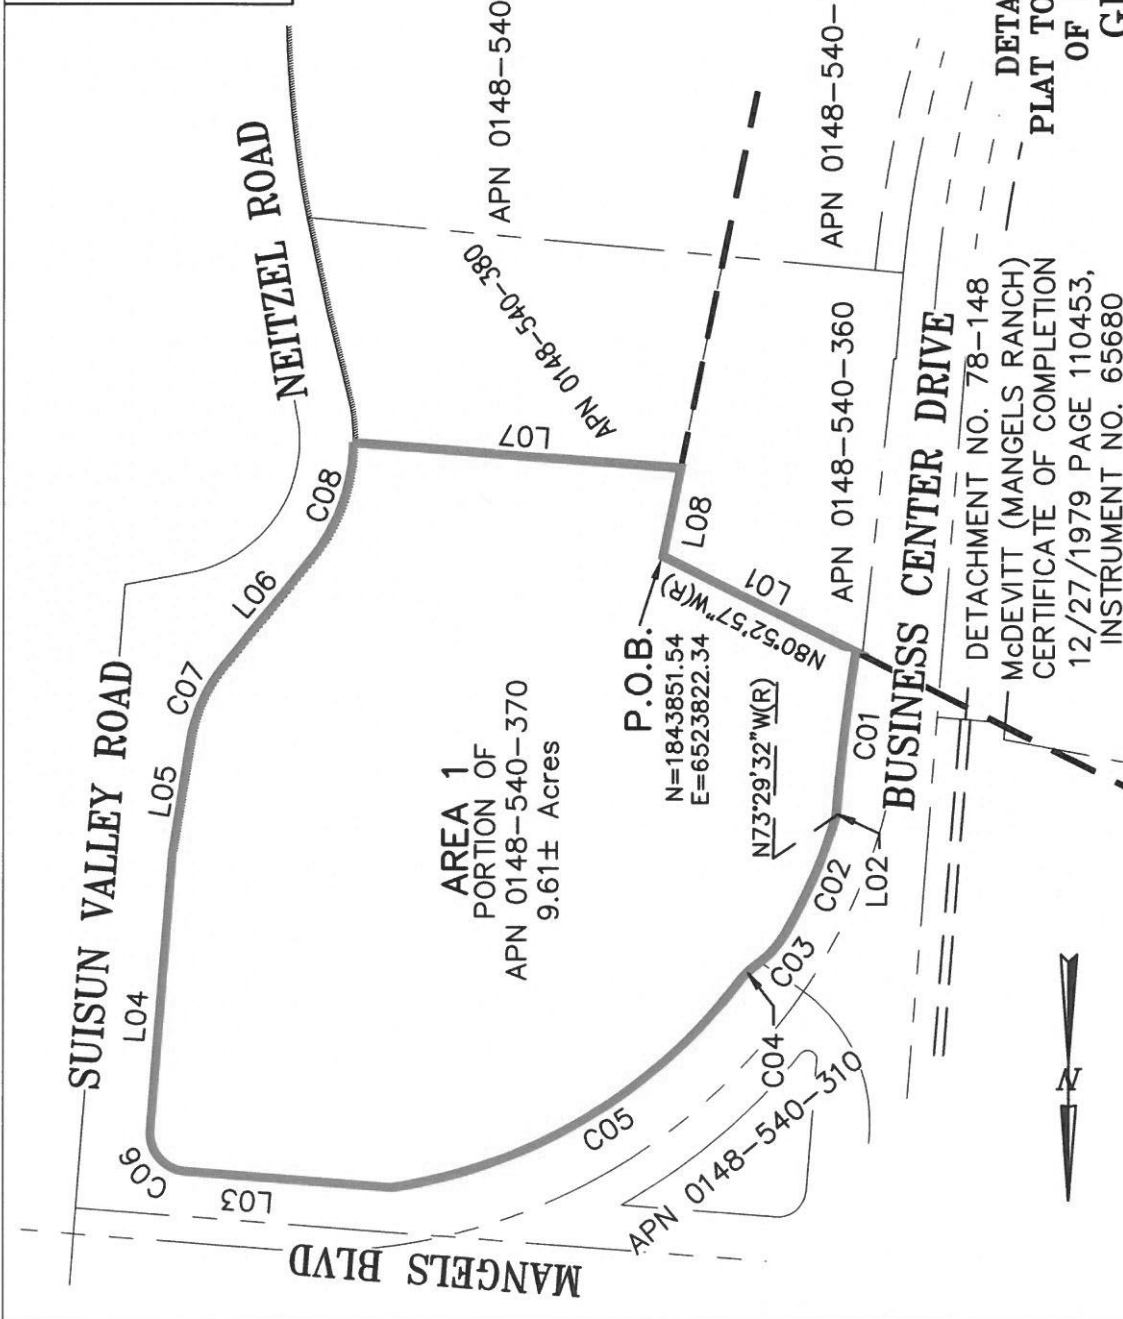 SUISUN VALLEY ROAD
NEITZEL ROAD
MANGELS BLVD
BUSINESS CENTER DRIVE
AREA 1
PORTION OF
APN 0148-540-370
9.61± Acres
P.O.B.
N=1843851.54
E=6523822.34
N80°52'57"W(R)
N73°29'32"W(R)
L01
L02
L03
L04
L05
L06
L07
L08
C01
C02
C03
C04
C05
C06
C07
C08
APN 0148-540-380
APN 0148-540
APN 0148-540-
APN 0148-540-360
APN 0148-540-310
N
DETACHMENT NO. 78-148
McDEVITT (MANGELS RANCH)
CERTIFICATE OF COMPLETION
12/27/1979 PAGE 110453,
INSTRUMENT NO. 65680
DETA
PLAT TO
OF